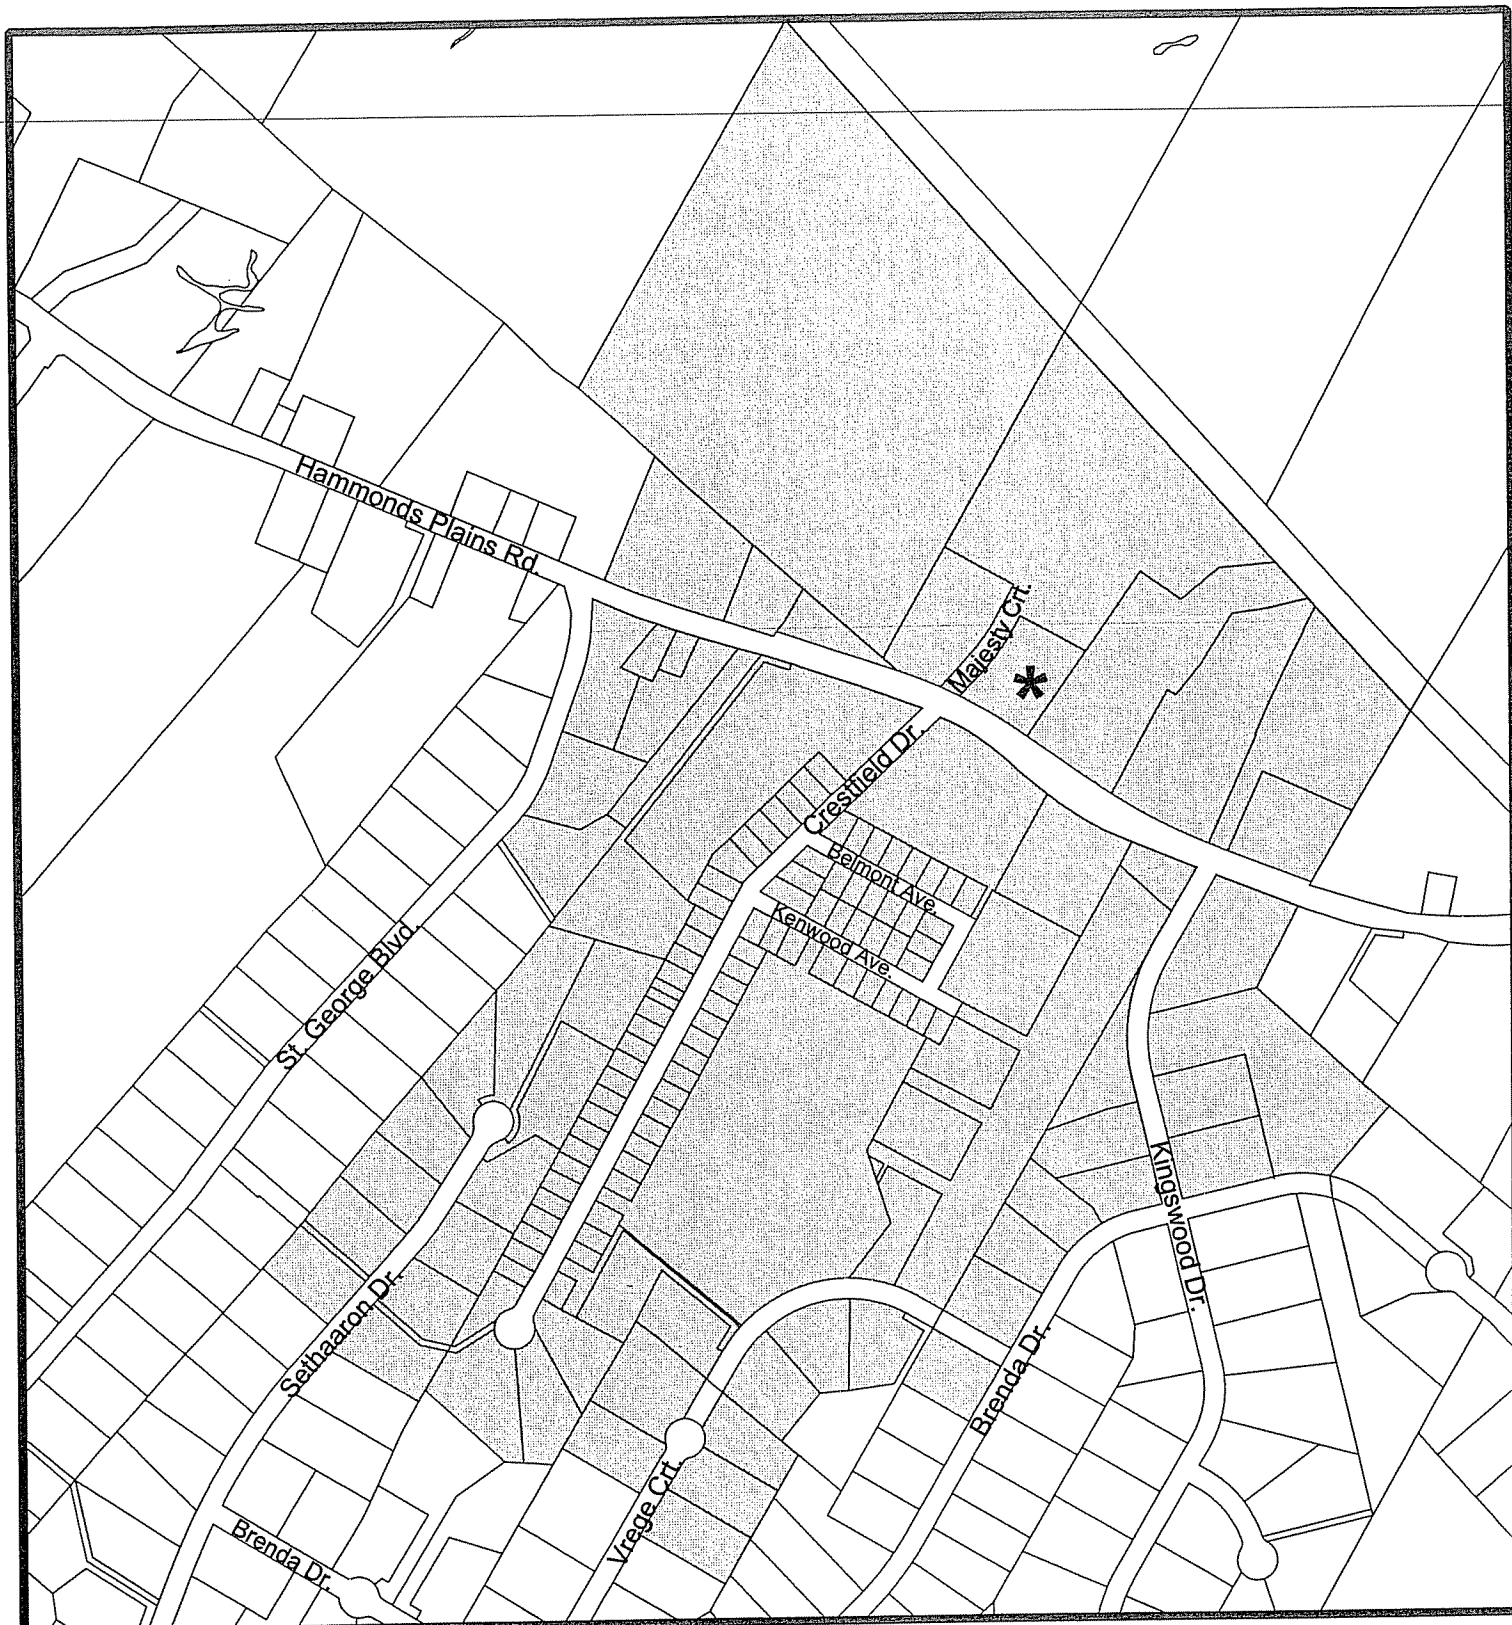 Hammonds Plains Rd.
Majesty Crt.
*
Crestfield Dr.
Belmont Ave.
Kenwood Ave.
St. George Blvd.
Kingswood Dr.
Sethaaron Dr.
Brenda Dr.
Vrege Crt.
Brenda Dr.